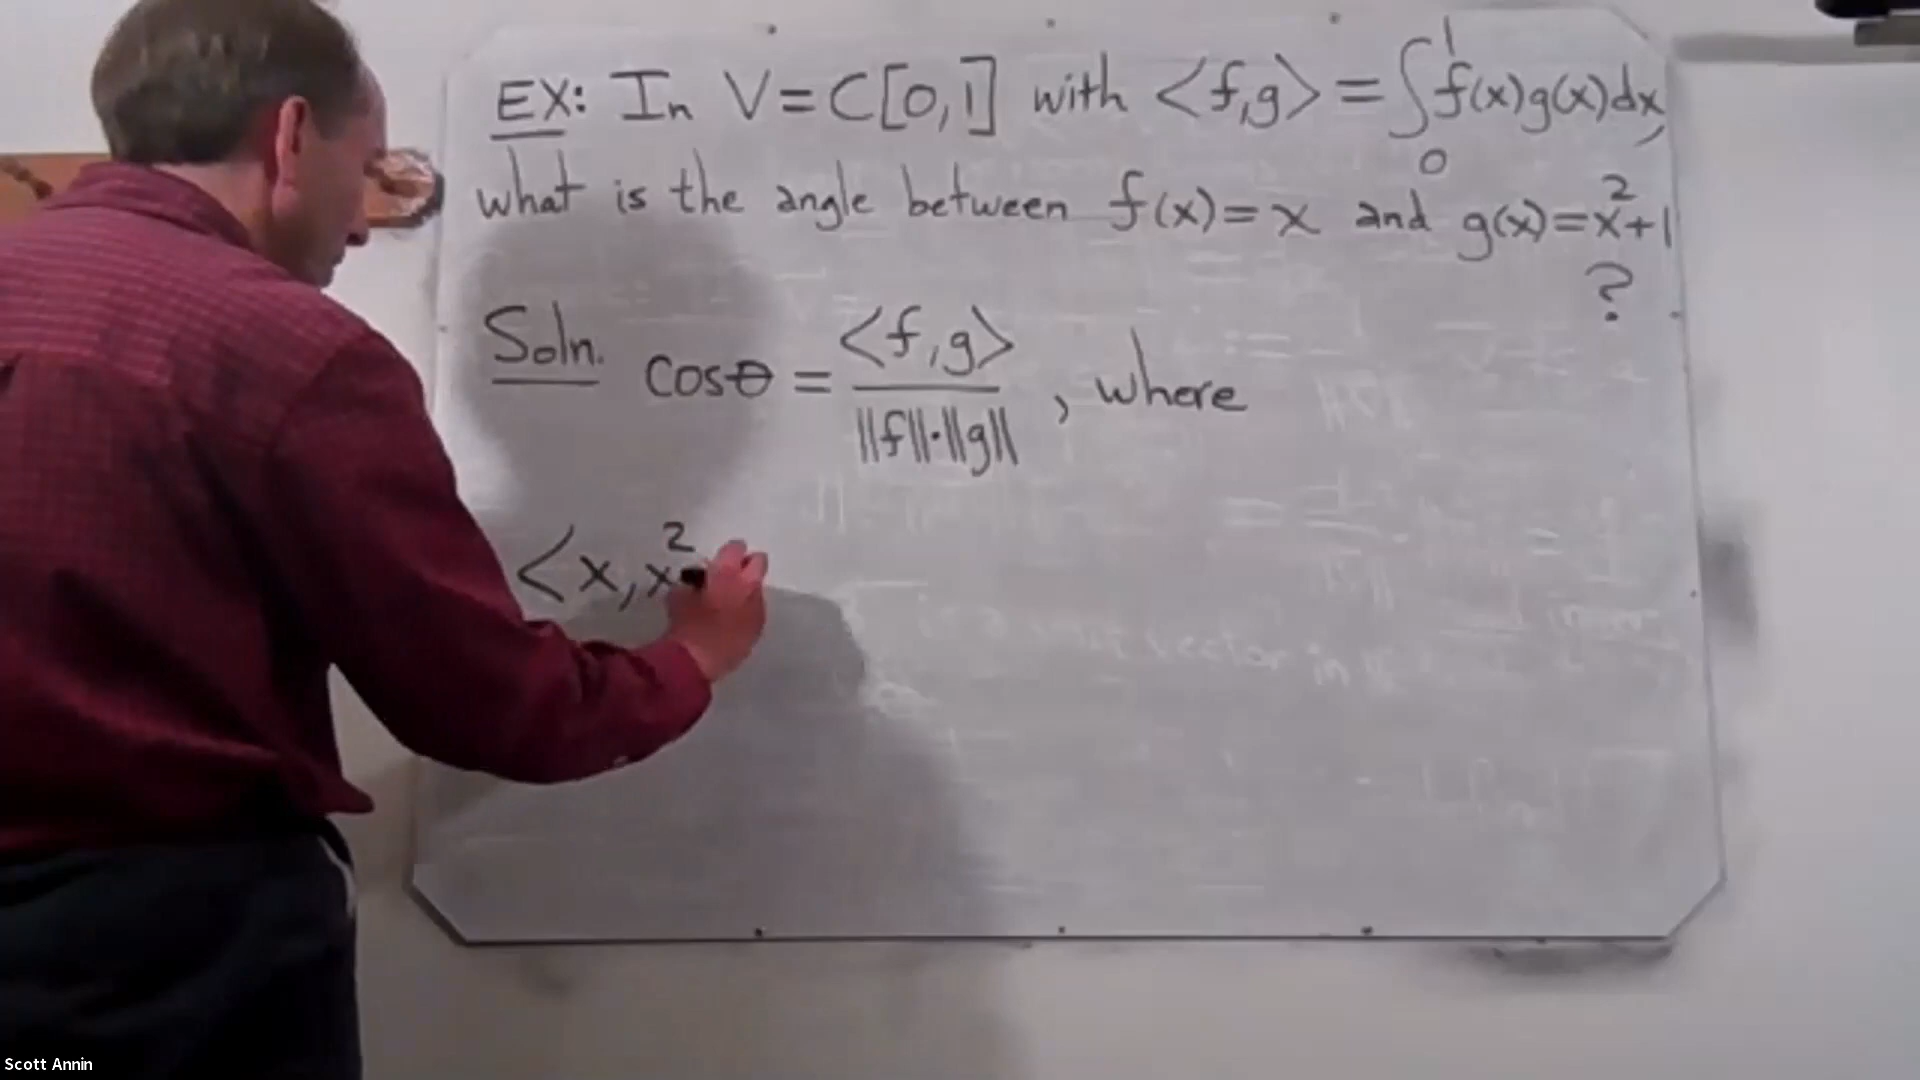 EX: In V = C[0,1] with <f,g> = ∫₀¹ f(x)g(x)dx,
what is the angle between f(x) = x and g(x) = x²+1
?
Soln. cosθ = <f,g> / ||f||·||g|| , where
<x, x²
Scott Annin